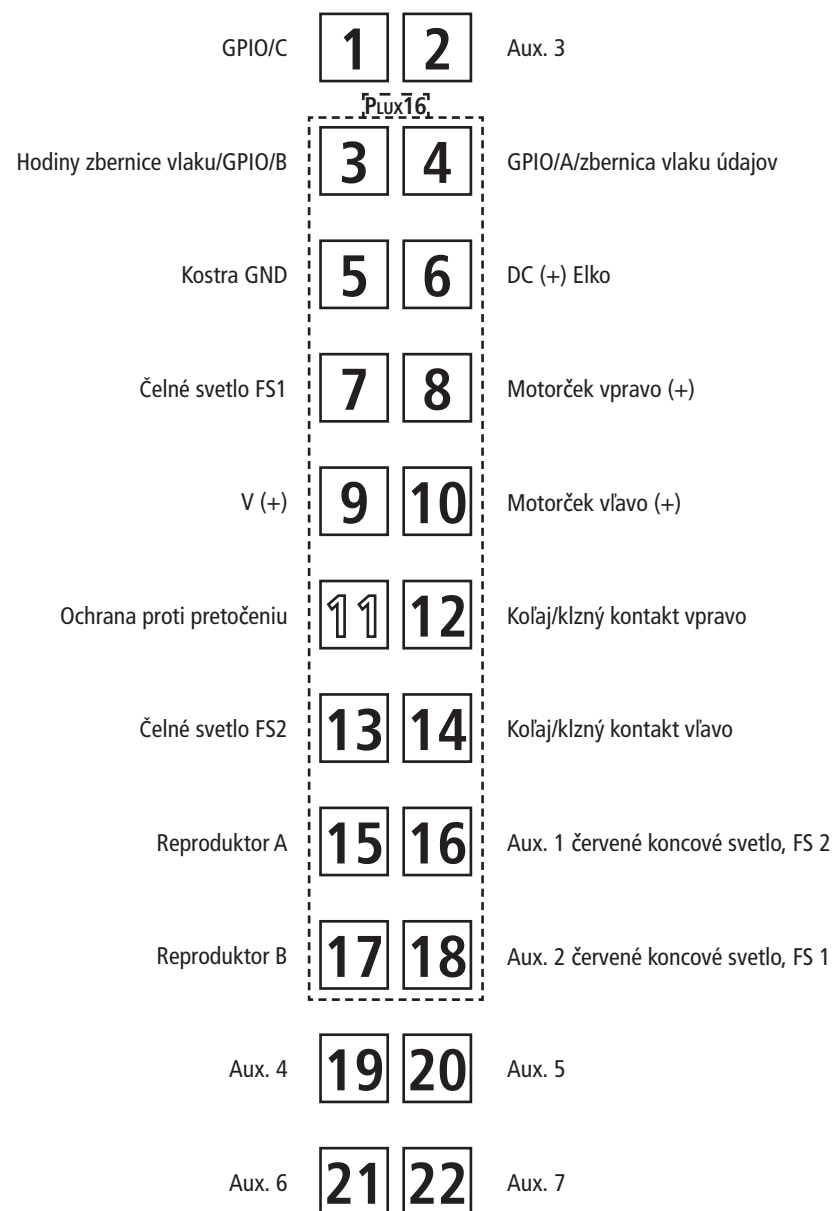 GPIO/C 1 2 Aux. 3
PLUX16
Hodiny zbernice vlaku/GPIO/B 3 4 GPIO/A/zbernica vlaku údajov
Kostra GND 5 6 DC (+) Elko
Čelné svetlo FS1 7 8 Motorček vpravo (+)
V (+) 9 10 Motorček vľavo (+)
Ochrana proti pretočeniu 11 12 Koľaj/klzný kontakt vpravo
Čelné svetlo FS2 13 14 Koľaj/klzný kontakt vľavo
Reproduktor A 15 16 Aux. 1 červené koncové svetlo, FS 2
Reproduktor B 17 18 Aux. 2 červené koncové svetlo, FS 1
Aux. 4 19 20 Aux. 5
Aux. 6 21 22 Aux. 7